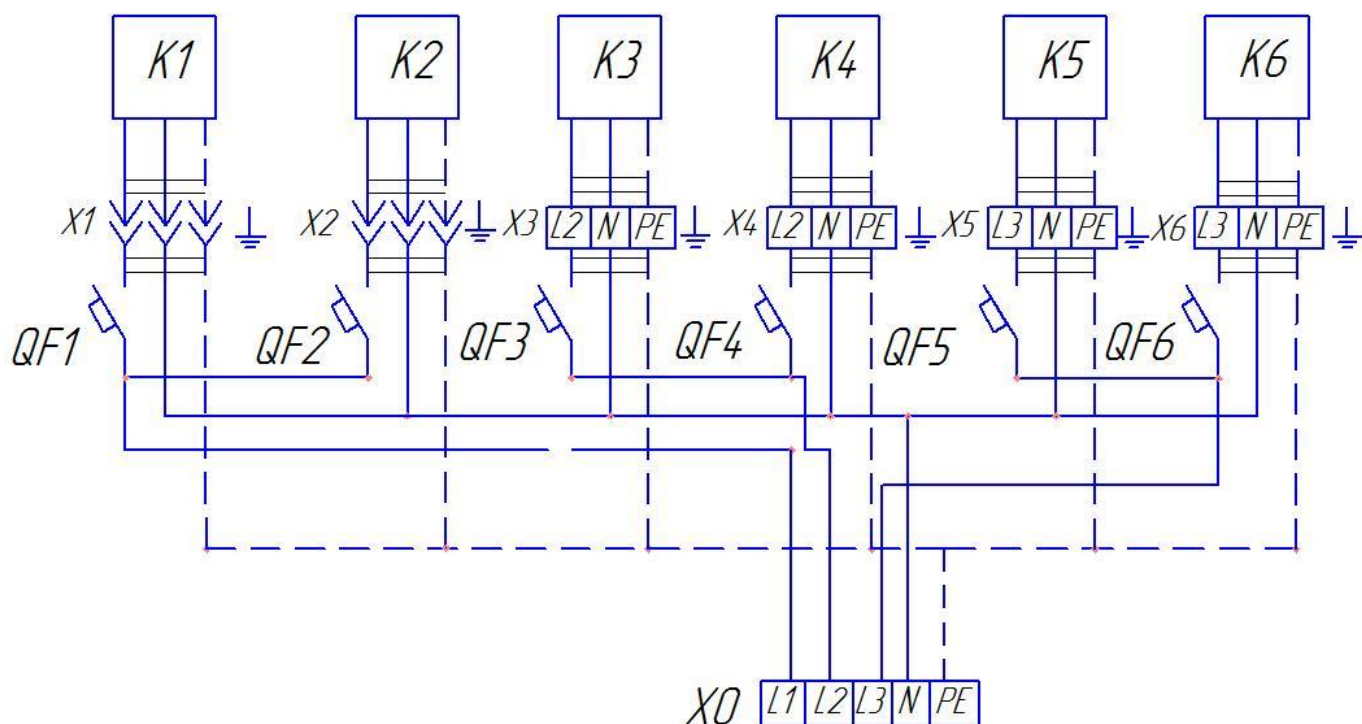 K1 K2 K3 K4 K5 K6
X1 X2 X3 L2 N PE X4 L2 N PE X5 L3 N PE X6 L3 N PE
QF1 QF2 QF3 QF4 QF5 QF6
X0 L1 L2 L3 N PE